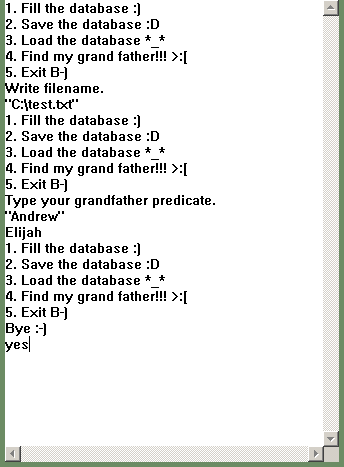 1. Fill the database :)
2. Save the database :D
3. Load the database *_*
4. Find my grand father!!! >:[
5. Exit B-)
Write filename.
"C:\test.txt"
1. Fill the database :)
2. Save the database :D
3. Load the database *_*
4. Find my grand father!!! >:[
5. Exit B-)
Type your grandfather predicate.
"Andrew"
Elijah
1. Fill the database :)
2. Save the database :D
3. Load the database *_*
4. Find my grand father!!! >:[
5. Exit B-)
Bye :-)
yes